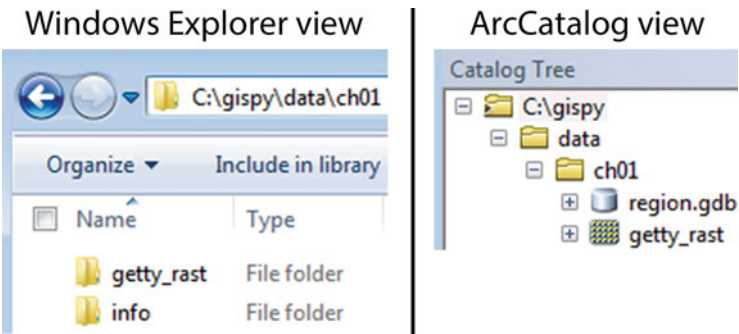 Windows Explorer view
C:\gispy\data\ch01
Organize
Include in library
Name
Type
getty_rast
File folder
info
File folder
ArcCatalog view
Catalog Tree
C:\gispy
data
ch01
region.gdb
getty_rast